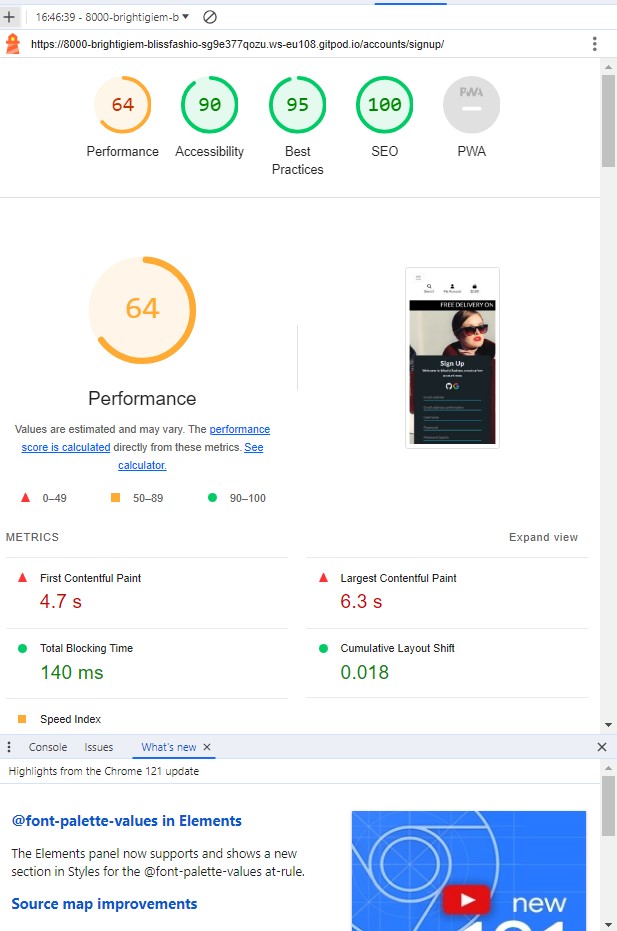 16:46:39 - 8000-brightigiem-b
https://8000-brightigiem-blissfashio-sg9e377qozu.ws-eu108.gitpod.io/accounts/signup/
64
90
95
100
PWA
Performance
Accessibility
Best
Practices
SEO
PWA
64
Performance
Values are estimated and may vary. The performance
score is calculated directly from these metrics. See
calculator.
0–49
50–89
90–100
FREE DELIVERY ON
Sign Up
METRICS
Expand view
First Contentful Paint
4.7 s
Largest Contentful Paint
6.3 s
Total Blocking Time
140 ms
Cumulative Layout Shift
0.018
Speed Index
Console
Issues
What's new
Highlights from the Chrome 121 update
@font-palette-values in Elements
The Elements panel now supports and shows a new
section in Styles for the @font-palette-values at-rule.
Source map improvements
new
121